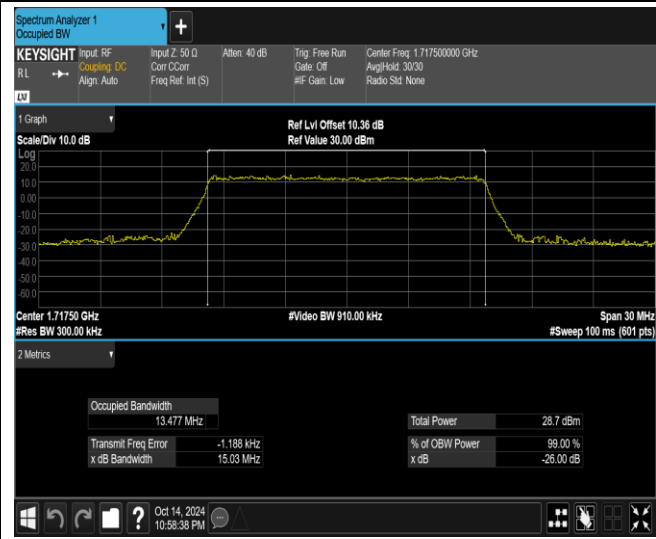 Spectrum Analyzer 1
Occupied BW
+
KEYSIGHT
RL
LXI
Input: RF
Coupling: DC
Align: Auto
Input Z: 50 Ω
Corr CCorr
Freq Ref: Int (S)
Atten: 40 dB
Trig: Free Run
Gate: Off
#IF Gain: Low
Center Freq: 1.717500000 GHz
Avg|Hold: 30/30
Radio Std: None
1 Graph
Scale/Div 10.0 dB
Ref Lvl Offset 10.36 dB
Ref Value 30.00 dBm
Log
20.0
10.0
0.00
-10.0
-20.0
-30.0
-40.0
-50.0
-60.0
Center 1.71750 GHz
#Res BW 300.00 kHz
#Video BW 910.00 kHz
Span 30 MHz
#Sweep 100 ms (601 pts)
2 Metrics
Occupied Bandwidth
13.477 MHz
Transmit Freq Error -1.188 kHz
x dB Bandwidth 15.03 MHz
Total Power 28.7 dBm
% of OBW Power 99.00 %
x dB -26.00 dB
?
Oct 14, 2024
10:58:38 PM